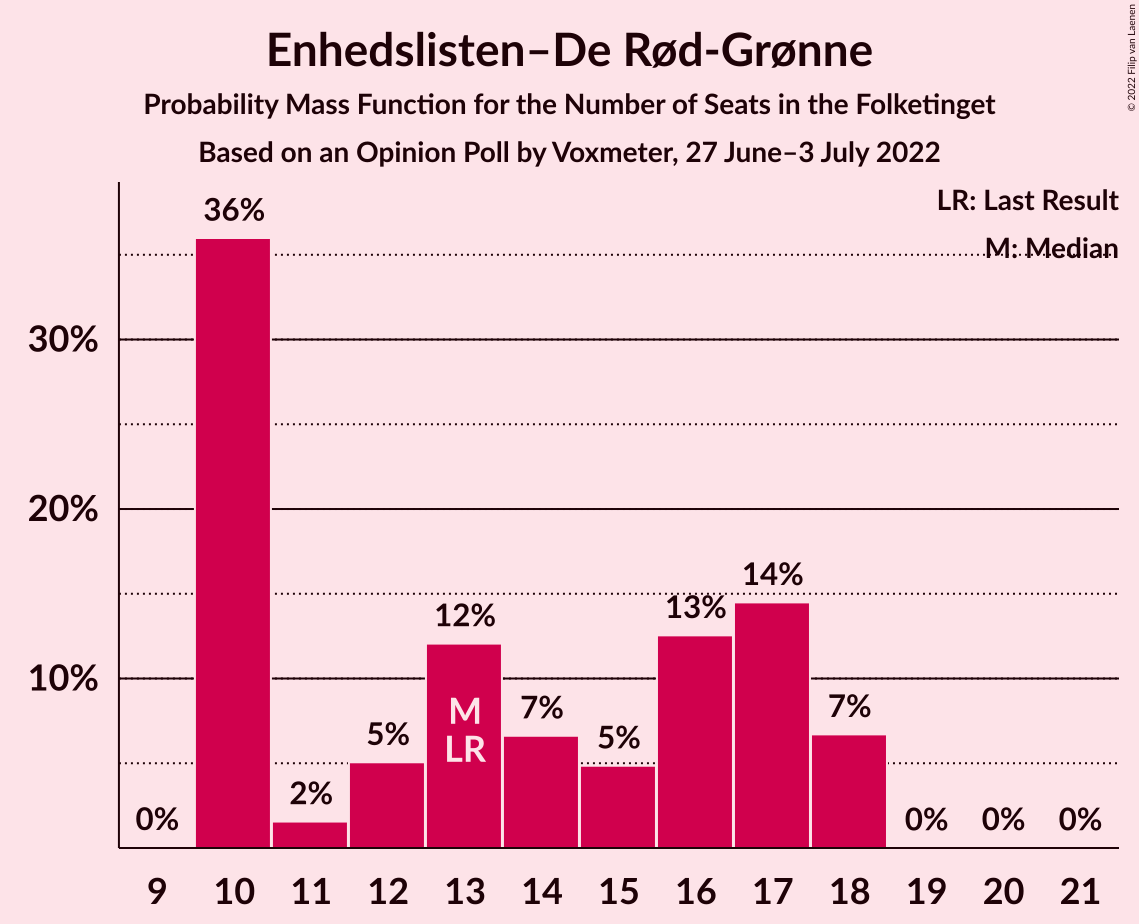 Enhedslisten–De Rød-Grønne
Probability Mass Function for the Number of Seats in the Folketinget
Based on an Opinion Poll by Voxmeter, 27 June–3 July 2022
© 2022 Filip van Laenen
LR: Last Result
M: Median
36%
30%
20%
14%
13%
12%
10%
M
LR
7%
7%
5%
5%
2%
0%
0%
0%
0%
9 10 11 12 13 14 15 16 17 18 19 20 21